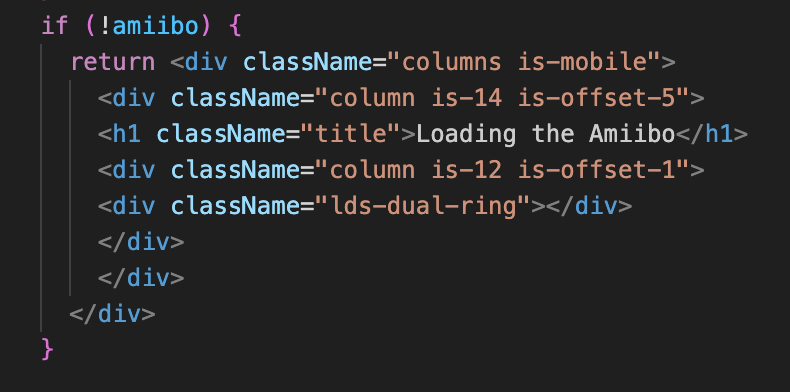 if (!amiibo) {
return <div className="columns is-mobile">
<div className="column is-14 is-offset-5">
<h1 className="title">Loading the Amiibo</h1>
<div className="column is-12 is-offset-1">
<div className="lds-dual-ring"></div>
</div>
</div>
</div>
}